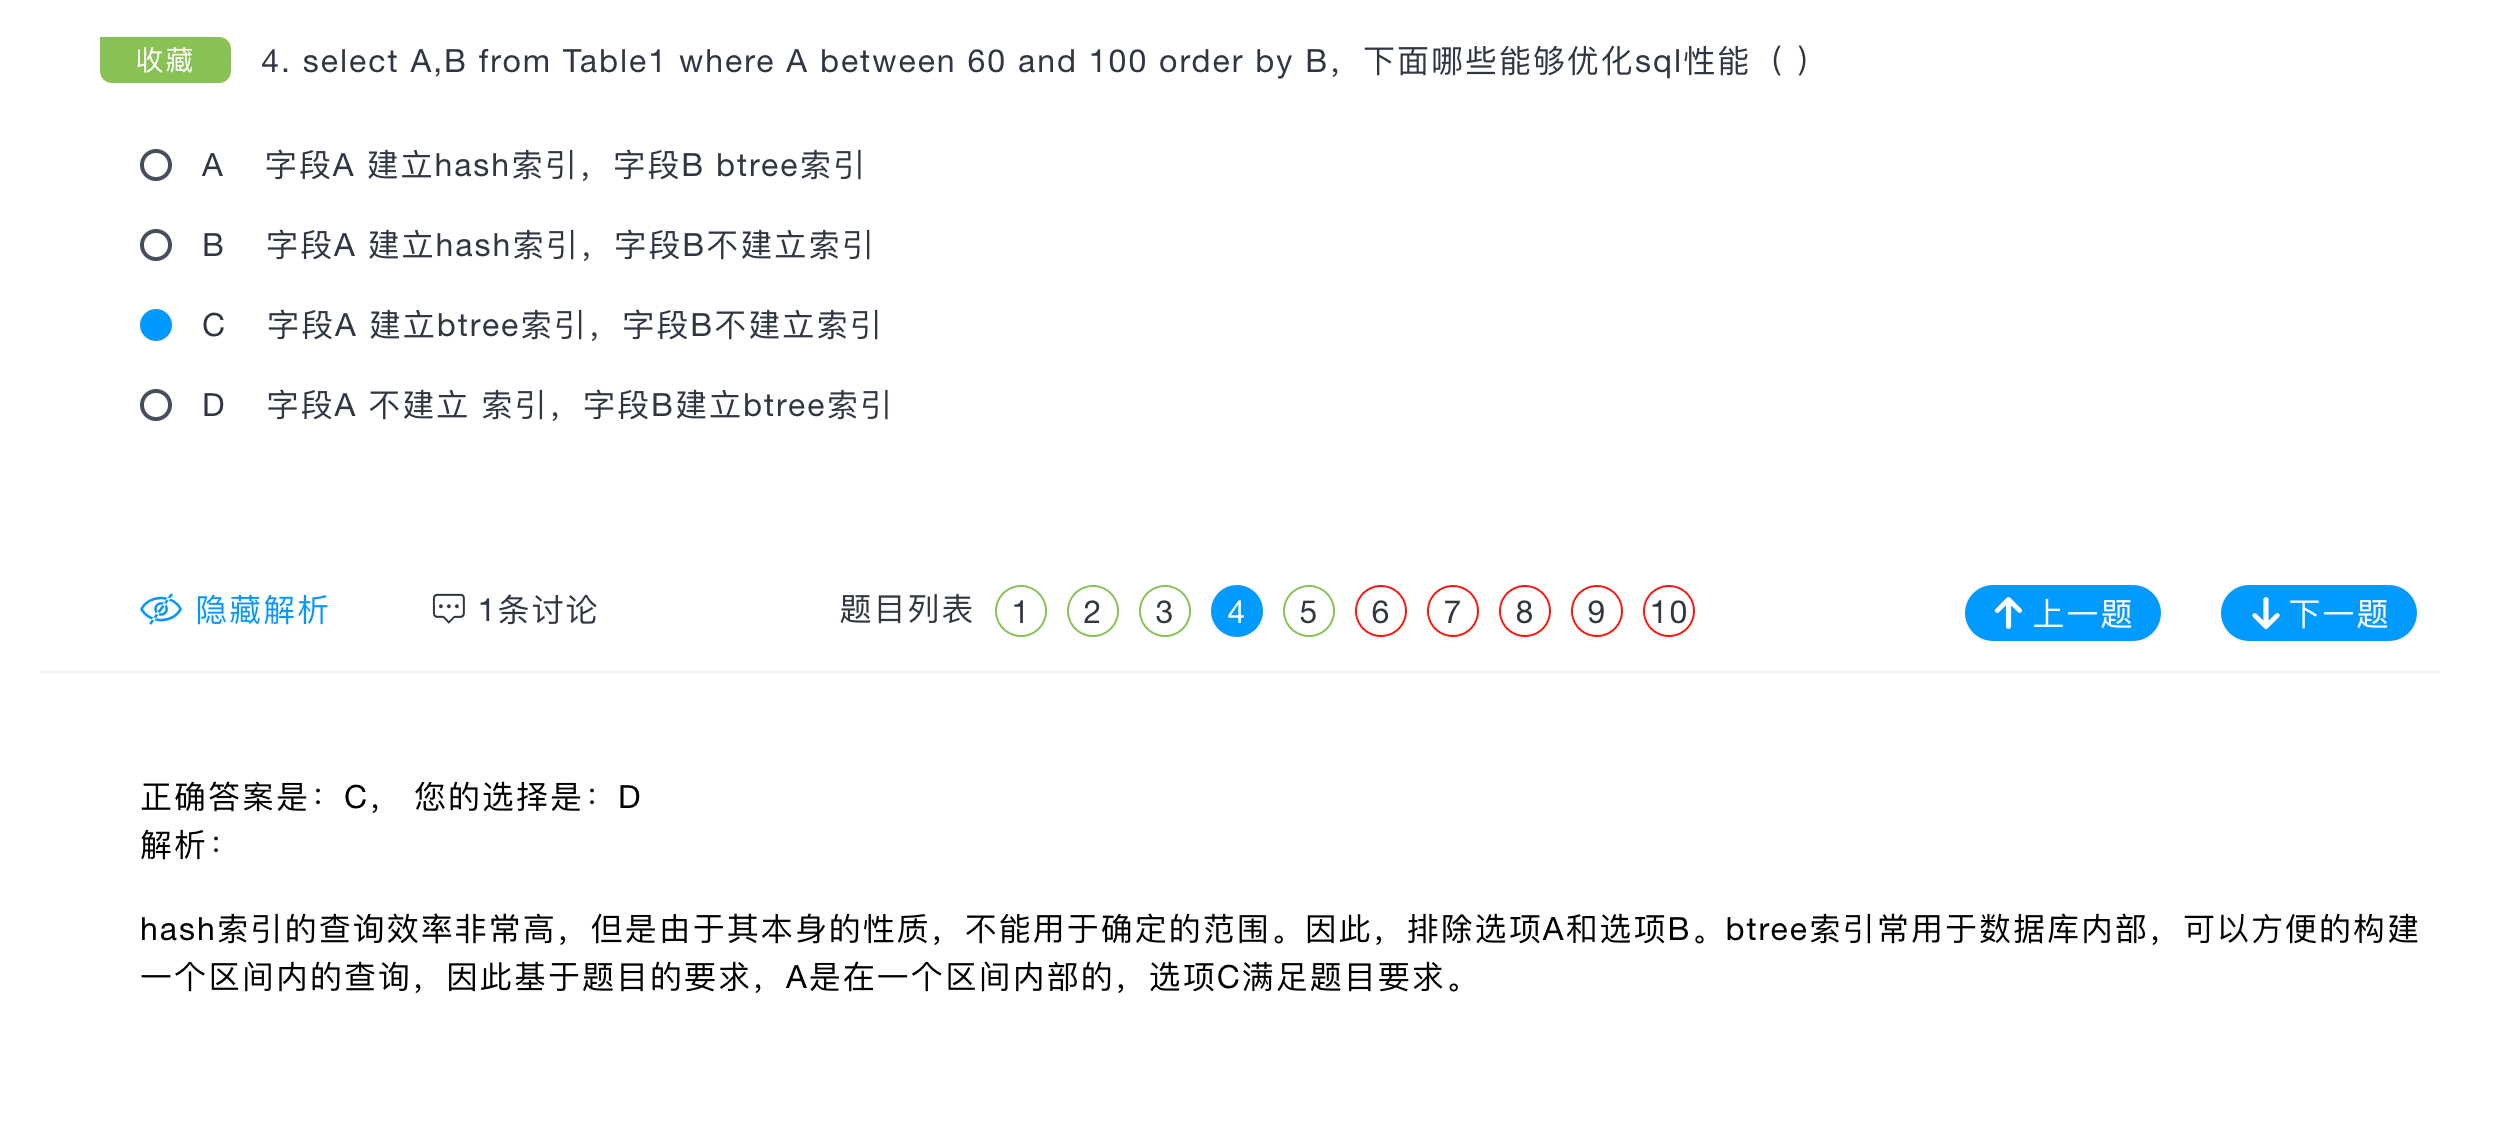 收藏 4. select A,B from Table1 where A between 60 and 100 order by B，下面哪些能够优化sql性能（ ）
A 字段A 建立hash索引，字段B btree索引
B 字段A 建立hash索引，字段B不建立索引
C 字段A 建立btree索引，字段B不建立索引
D 字段A 不建立 索引，字段B建立btree索引
隐藏解析 1条讨论 题目列表 1 2 3 4 5 6 7 8 9 10 上一题 下一题
正确答案是：C， 您的选择是：D
解析：
hash索引的查询效率非常高，但是由于其本身的性质，不能用于确定的范围。因此，排除选项A和选项B。btree索引常用于数据库内部，可以方便的构建
一个区间内的查询，因此基于题目的要求，A是在一个区间内部的，选项C满足题目要求。